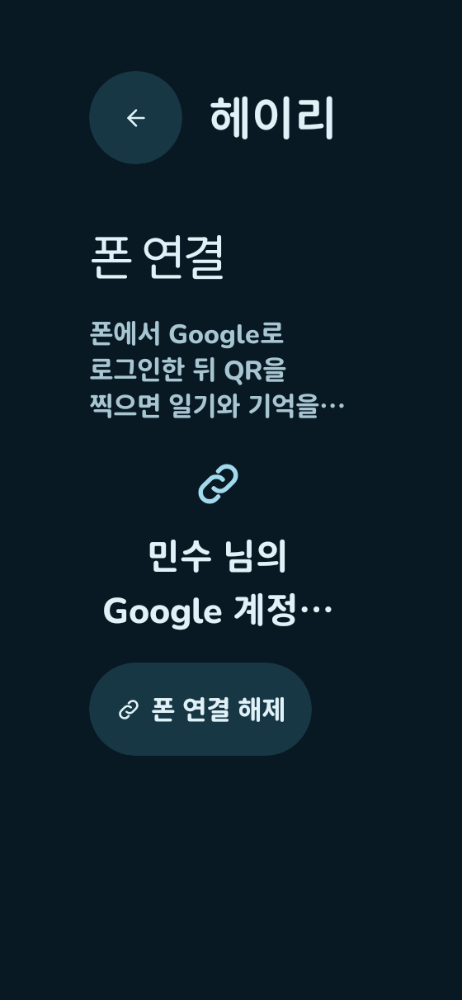 헤이리
폰 연결
폰에서 Google로
로그인한 뒤 QR을
찍으면 일기와 기억을…
민수 님의
Google 계정…
폰 연결 해제